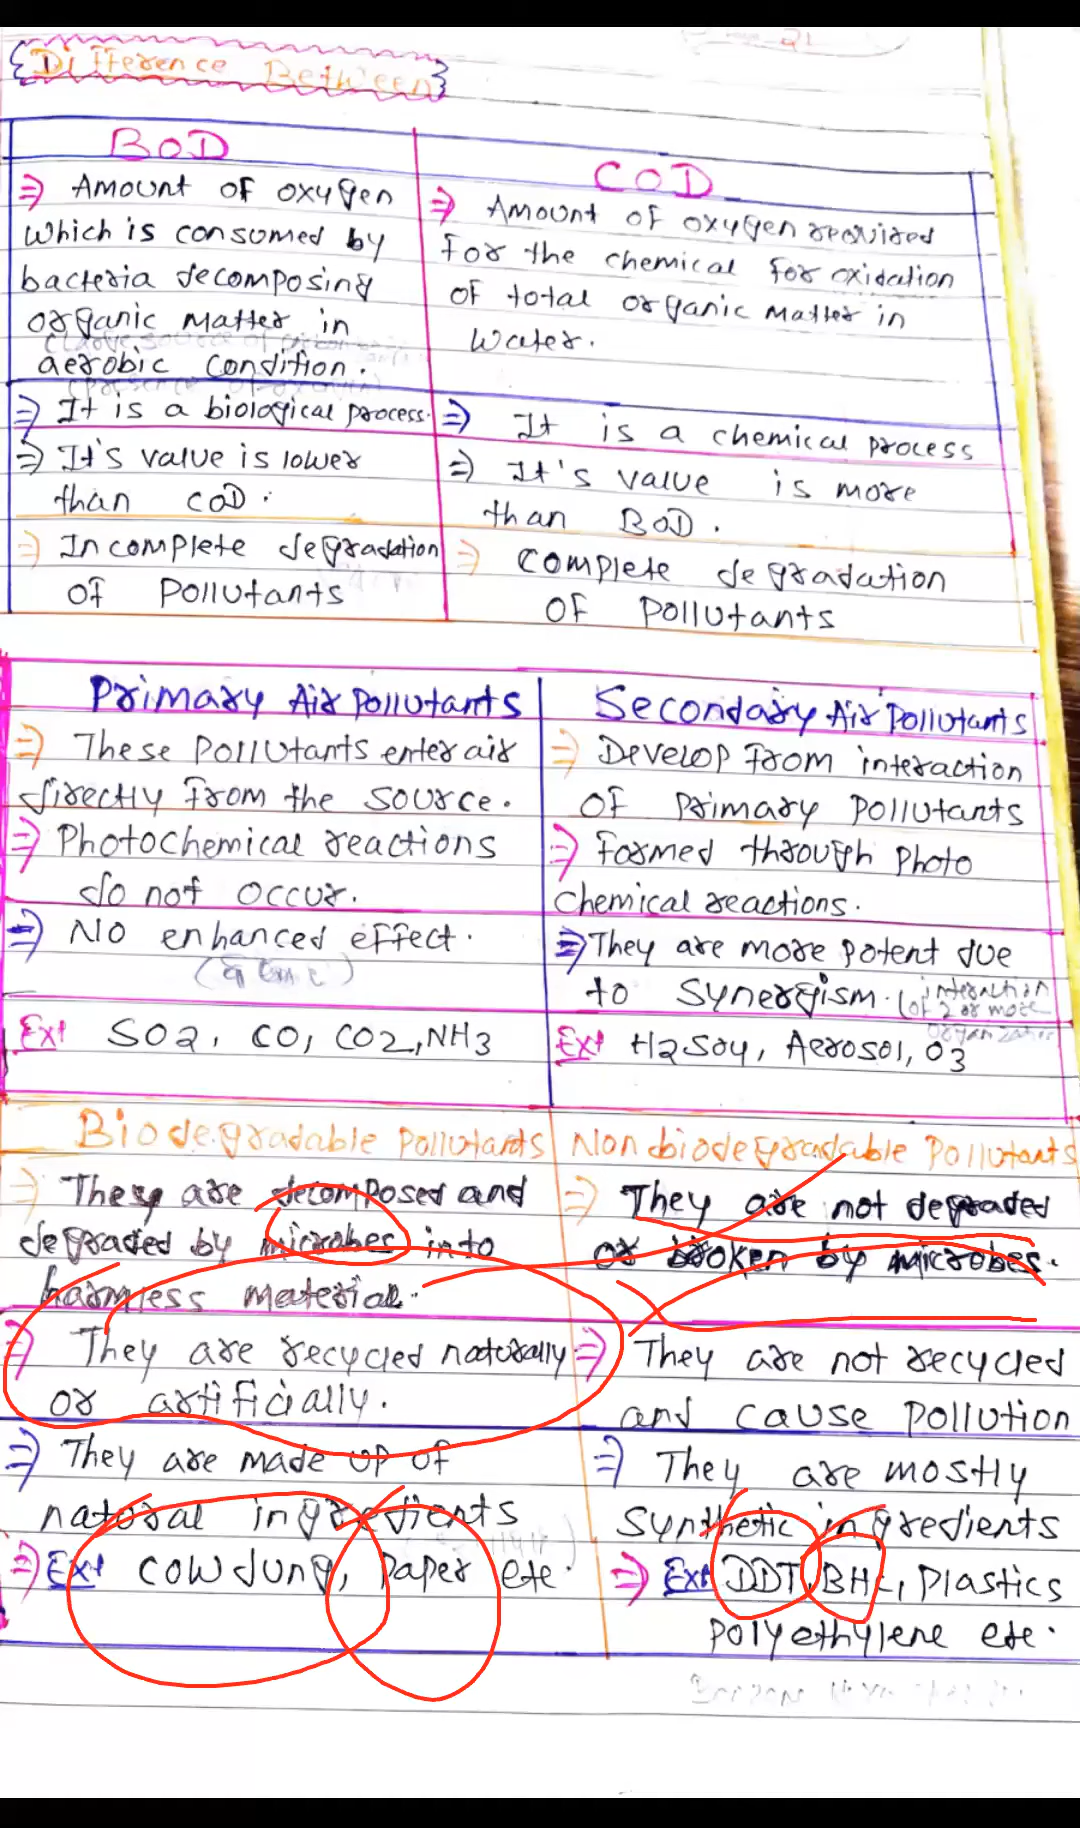 Difference Between
BOD
⇒ Amount of oxygen
which is consumed by
bacteria decomposing
organic matter in
aerobic condition.
⇒ It is a biological process.
⇒ It's value is lower
than COD.
⇒ Incomplete degradation
of Pollutants
COD
⇒ Amount of oxygen required
for the chemical for oxidation
of total organic matter in
water.
⇒ It is a chemical process
⇒ It's value is more
than BOD.
⇒ Complete degradation
of Pollutants
Primary Air Pollutants
⇒ These Pollutants enter air
directly from the source.
⇒ Photochemical reactions
do not occur.
⇒ No enhanced effect.
Ex+ SO2, CO, CO2, NH3
Secondary Air Pollutants
⇒ Develop from interaction
of Primary Pollutants
⇒ formed through Photo
chemical reactions.
⇒ They are more potent due
to Synergism. (interaction
of 2 or more
Ex+ H2SO4, Aerosol, O3
Biodegradable Pollutants
⇒ They are decomposed and
degraded by microbes into
harmless material.
⇒ They are recycled naturally
or artificially.
⇒ They are made up of
natural ingredients
⇒ Ex+ cowdung, paper etc.
Non biodegradable Pollutants
⇒ They are not degraded
or broken by microbes.
⇒ They are not recycled
and cause pollution
⇒ They are mostly
Synthetic ingredients
⇒ Ex+ DDT, BHC, Plastics
Polyethylene etc.